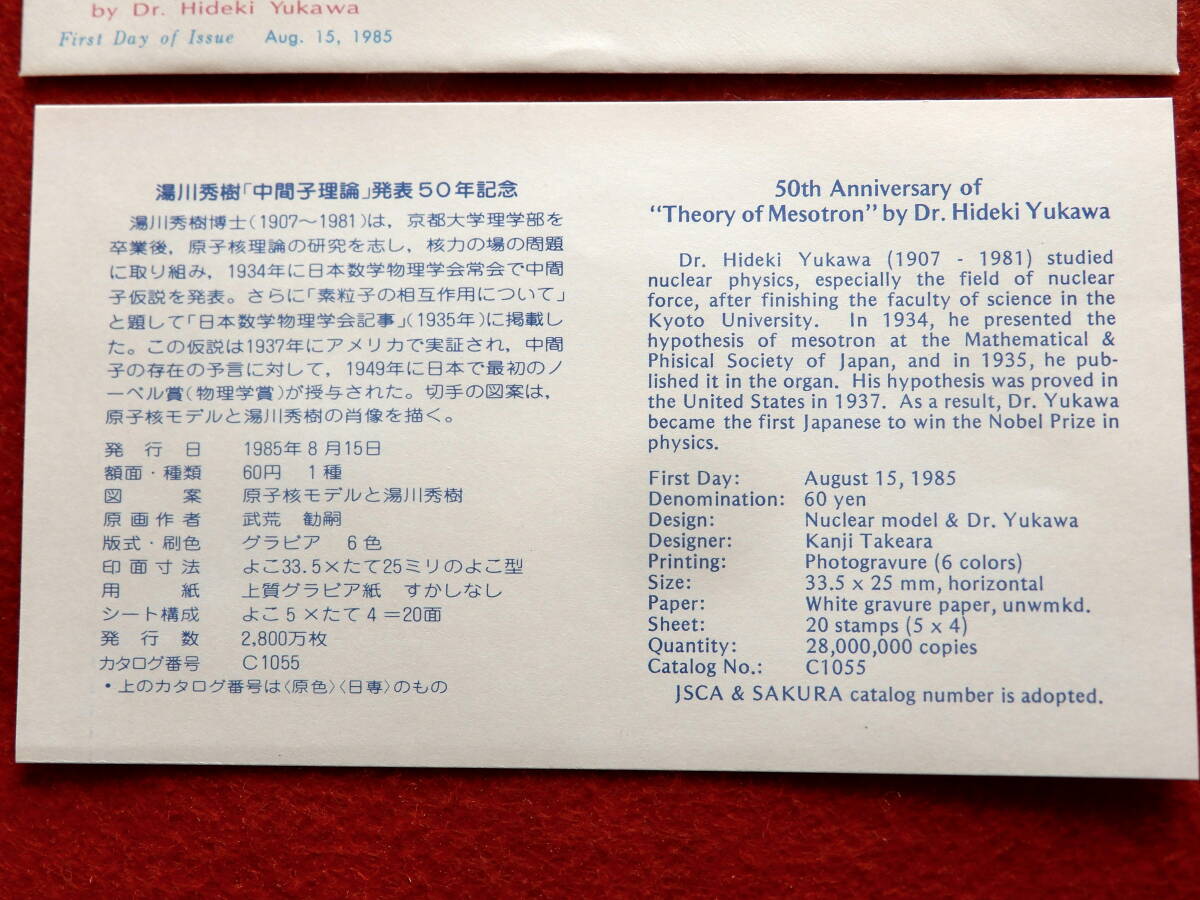 by Dr. Hideki Yukawa
First Day of Issue Aug. 15, 1985
湯川秀樹「中間子理論」発表50年記念
湯川秀樹博士(1907〜1981)は，京都大学理学部を
卒業後，原子核理論の研究を志し，核力の場の問題
に取り組み，1934年に日本数学物理学会常会で中間
子仮説を発表。さらに「素粒子の相互作用について」
と題して「日本数学物理学会記事」(1935年)に掲載し
た。この仮説は1937年にアメリカで実証され，中間
子の存在の予言に対して，1949年に日本で最初のノ
ーベル賞(物理学賞)が授与された。切手の図案は，
原子核モデルと湯川秀樹の肖像を描く。
発行日 1985年8月15日
額面・種類 60円 1種
図案 原子核モデルと湯川秀樹
原画作者 武荒 勧嗣
版式・刷色 グラビア 6色
印面寸法 よこ33.5×たて25ミリのよこ型
用紙 上質グラビア紙 すかしなし
シート構成 よこ5×たて4＝20面
発行数 2,800万枚
カタログ番号 C1055
・上のカタログ番号は〈原色〉〈日専〉のもの
50th Anniversary of
"Theory of Mesotron" by Dr. Hideki Yukawa
Dr. Hideki Yukawa (1907 - 1981) studied
nuclear physics, especially the field of nuclear
force, after finishing the faculty of science in the
Kyoto University. In 1934, he presented the
hypothesis of mesotron at the Mathematical &
Phisical Society of Japan, and in 1935, he pub-
lished it in the organ. His hypothesis was proved in
the United States in 1937. As a result, Dr. Yukawa
became the first Japanese to win the Nobel Prize in
physics.
First Day: August 15, 1985
Denomination: 60 yen
Design: Nuclear model & Dr. Yukawa
Designer: Kanji Takeara
Printing: Photogravure (6 colors)
Size: 33.5 x 25 mm, horizontal
Paper: White gravure paper, unwmkd.
Sheet: 20 stamps (5 x 4)
Quantity: 28,000,000 copies
Catalog No.: C1055
JSCA & SAKURA catalog number is adopted.